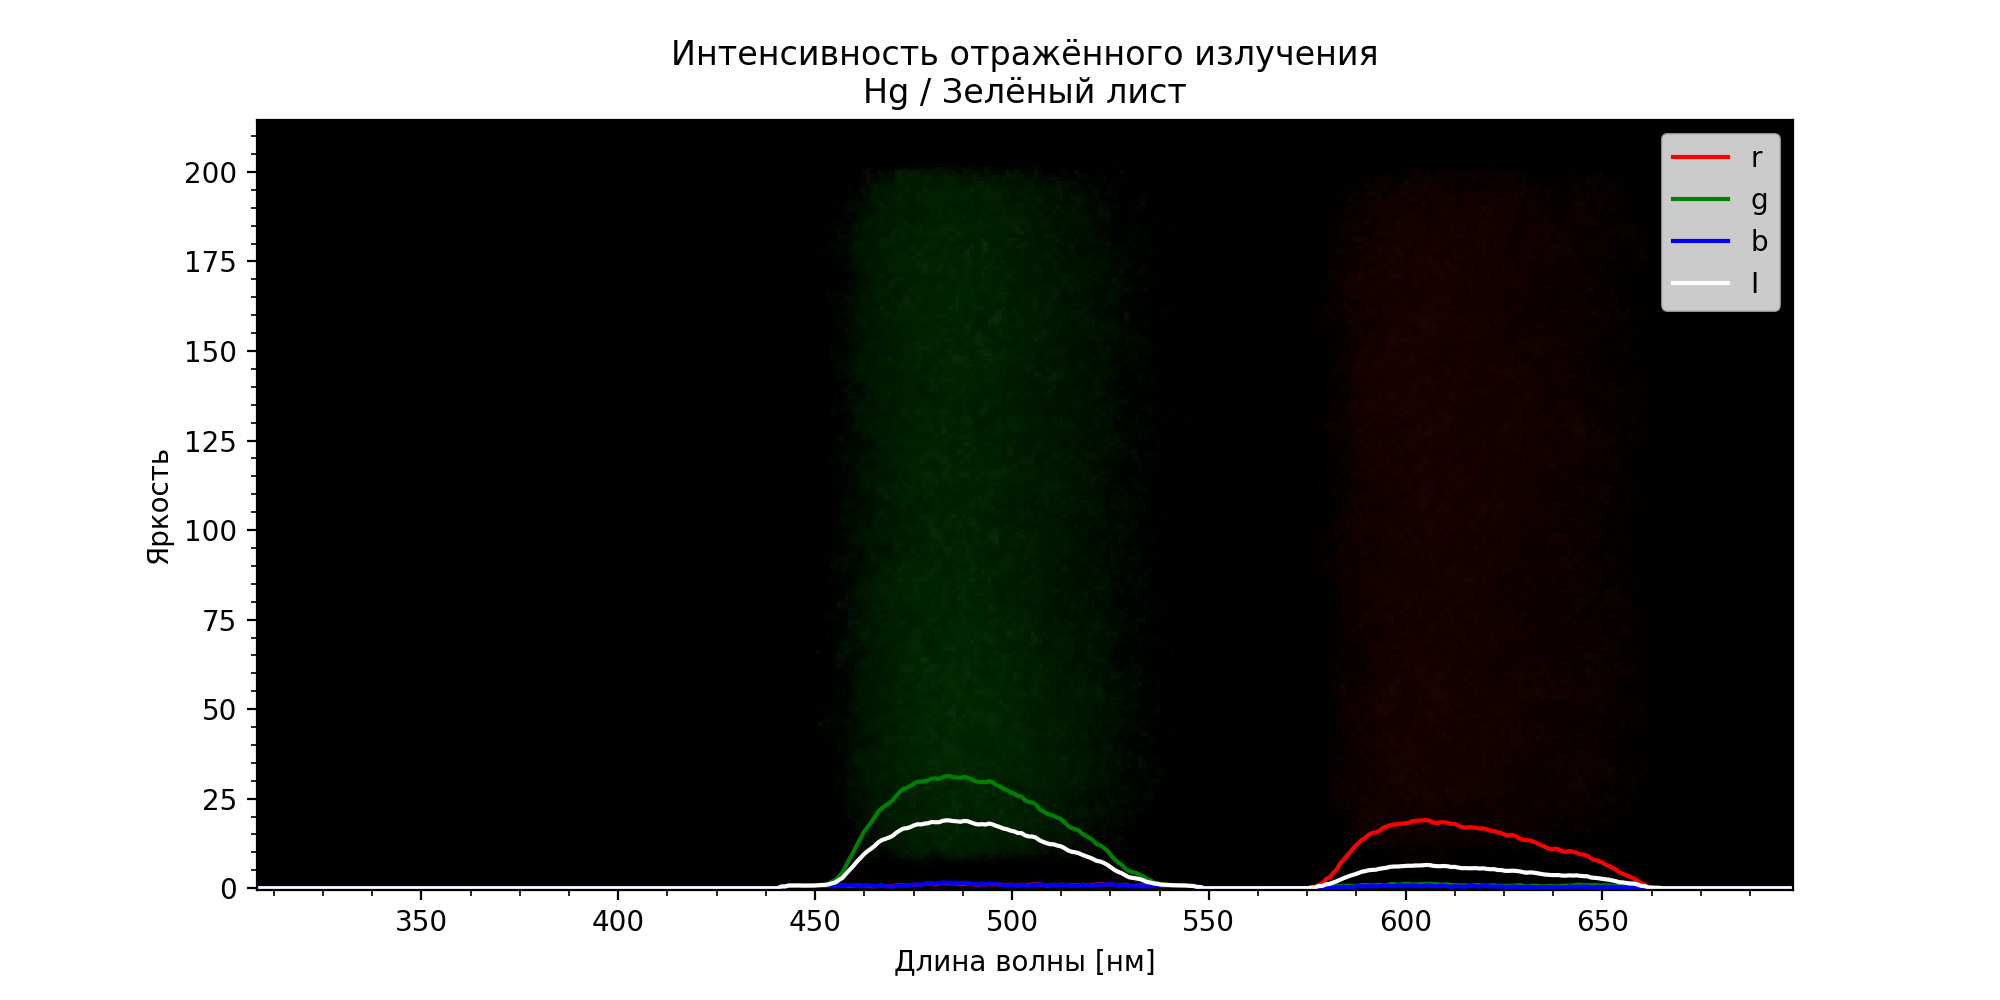 Интенсивность отражённого излучения
Hg / Зелёный лист
r
g
b
I
200
175
150
125
100
75
50
25
0
Яркость
350 400 450 500 550 600 650
Длина волны [нм]